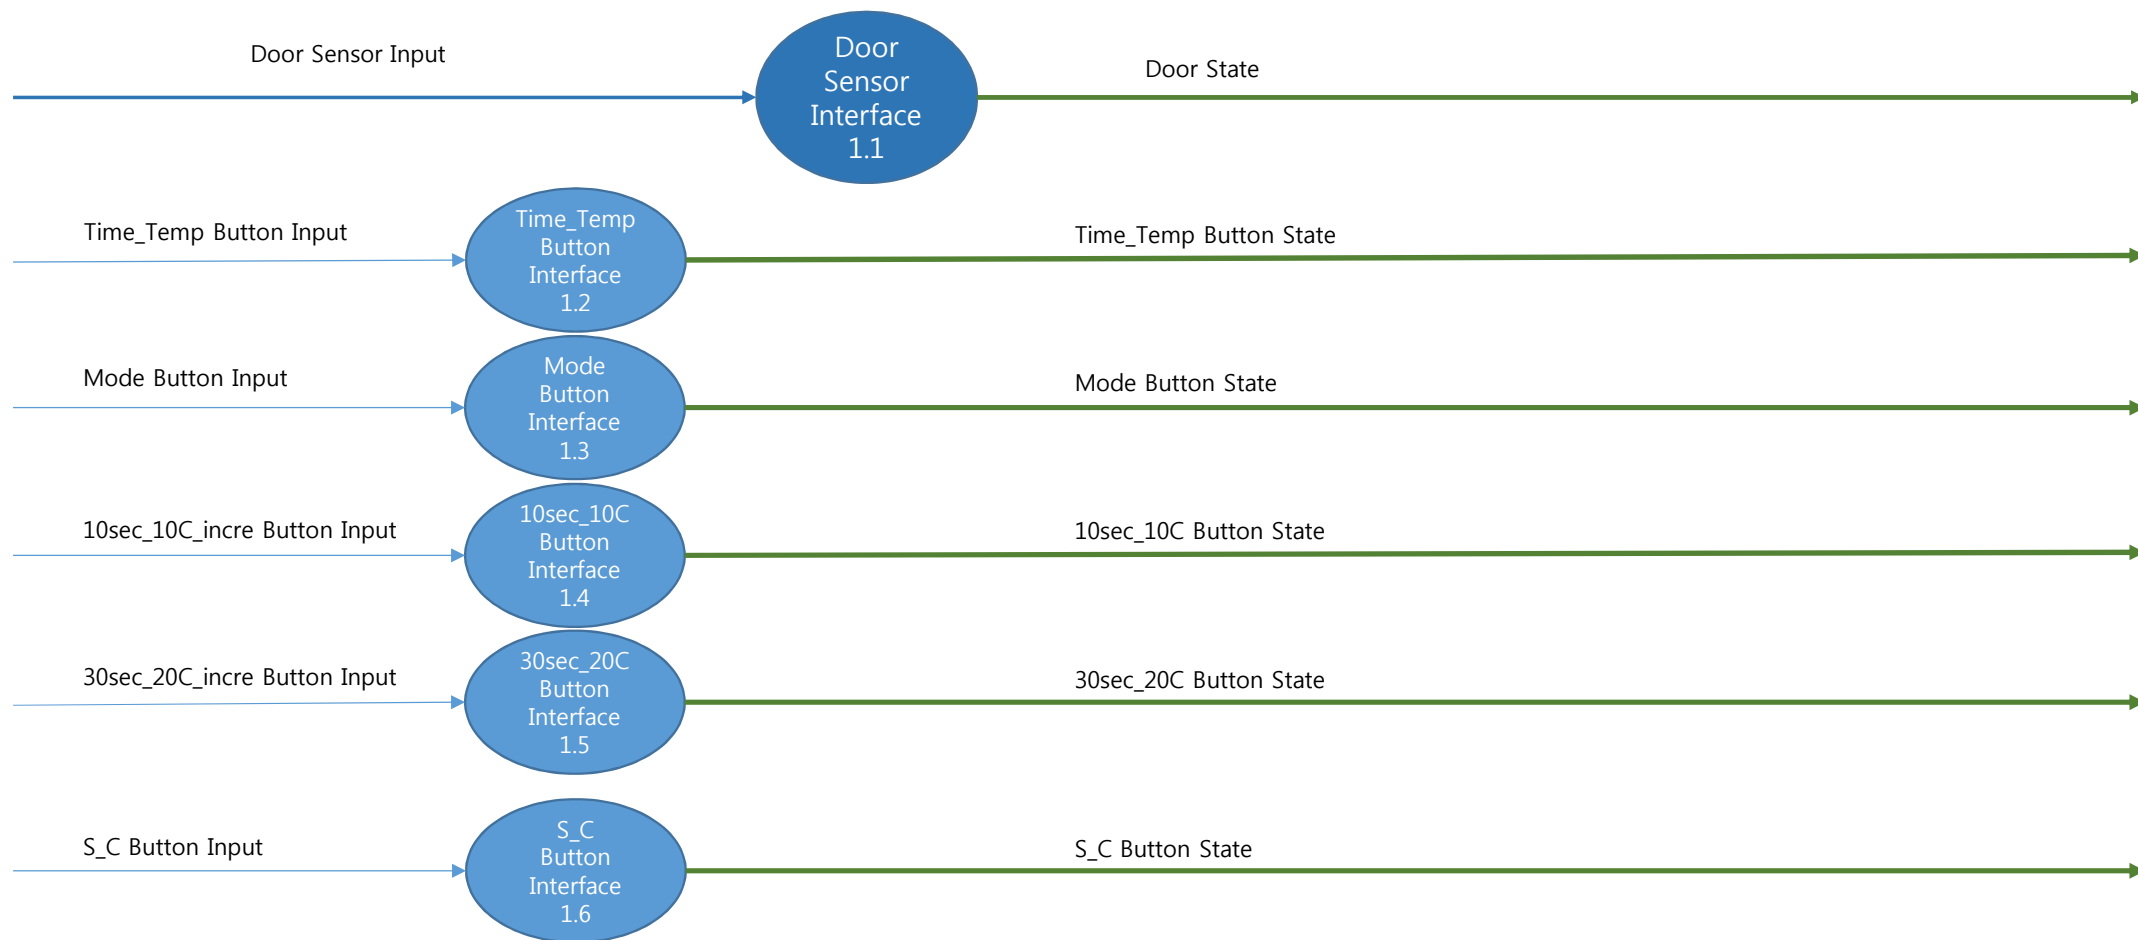 Door Sensor Input
Door
Sensor
Interface
1.1
Door State
Time_Temp Button Input
Time_Temp
Button
Interface
1.2
Time_Temp Button State
Mode Button Input
Mode
Button
Interface
1.3
Mode Button State
10sec_10C_incre Button Input
10sec_10C
Button
Interface
1.4
10sec_10C Button State
30sec_20C_incre Button Input
30sec_20C
Button
Interface
1.5
30sec_20C Button State
S_C Button Input
S_C
Button
Interface
1.6
S_C Button State